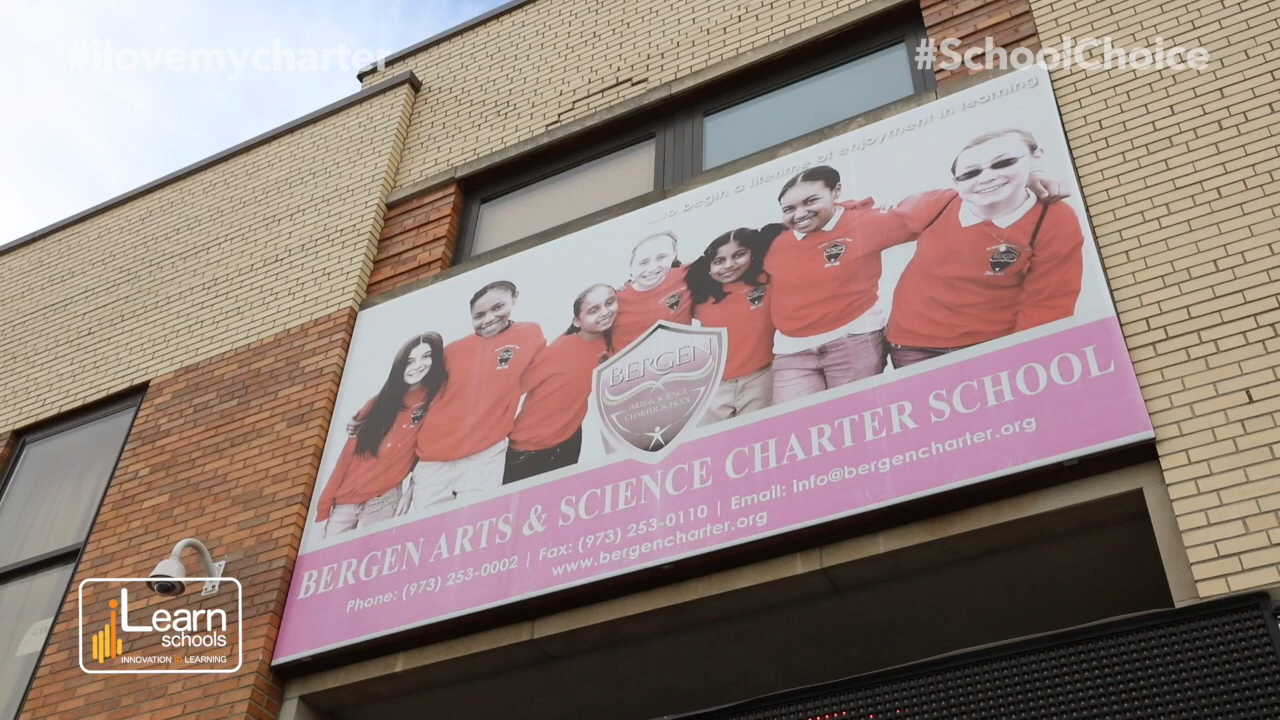 #ilovemycharter
#SchoolChoice
...to begin a lifetime of enjoyment in learning
BERGEN
ARTS & SCIENCE
CHARTER SCHOOL
BERGEN ARTS & SCIENCE CHARTER SCHOOL
Phone: (973) 253-0002 | Fax: (973) 253-0110 | Email: info@bergencharter.org
www.bergencharter.org
iLearn
schools
INNOVATION in LEARNING